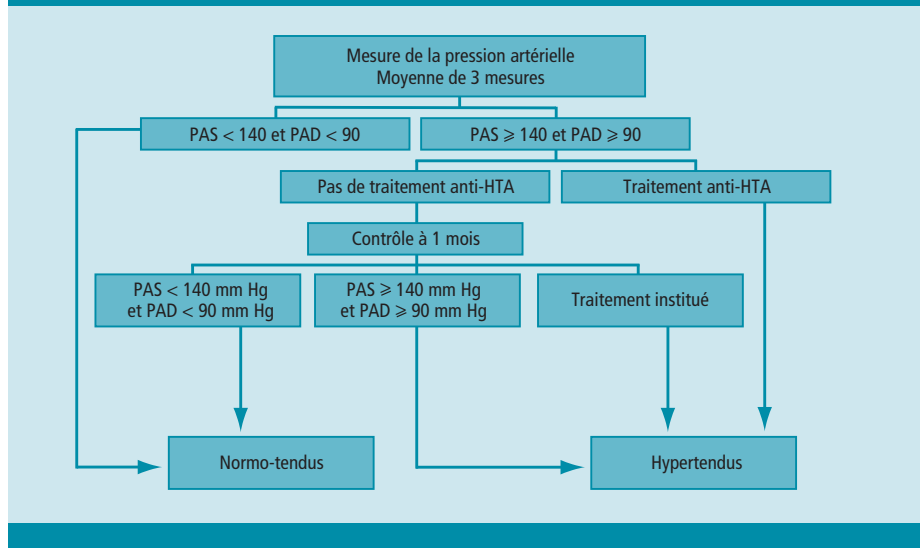 Mesure de la pression artérielle
Moyenne de 3 mesures
PAS < 140 et PAD < 90
PAS ⩾ 140 et PAD ⩾ 90
Pas de traitement anti-HTA
Traitement anti-HTA
Contrôle à 1 mois
PAS < 140 mm Hg
et PAD < 90 mm Hg
PAS ⩾ 140 mm Hg
et PAD ⩾ 90 mm Hg
Traitement institué
Normo-tendus
Hypertendus